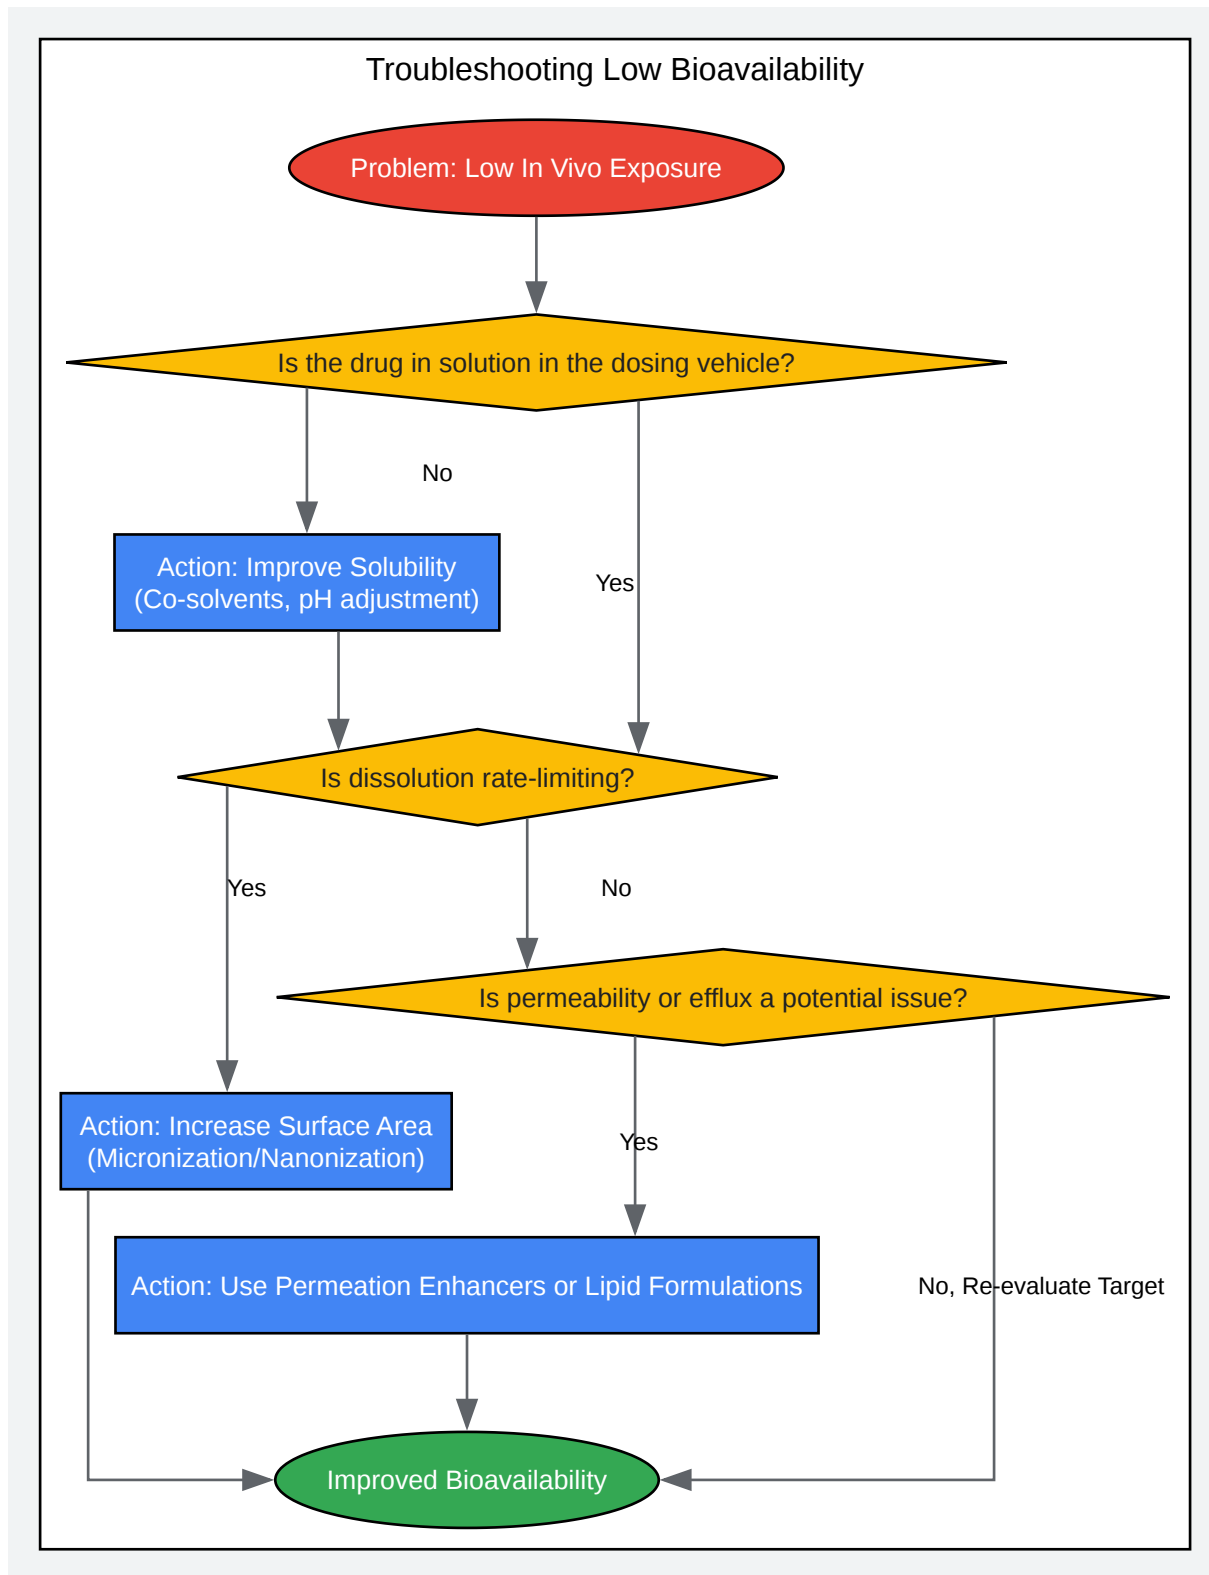 Troubleshooting Low Bioavailability
Problem: Low In Vivo Exposure
Is the drug in solution in the dosing vehicle?
No
Action: Improve Solubility
(Co-solvents, pH adjustment)
Yes
Is dissolution rate-limiting?
Yes
No
Is permeability or efflux a potential issue?
Action: Increase Surface Area
(Micronization/Nanonization)
Yes
Action: Use Permeation Enhancers or Lipid Formulations
No, Re-evaluate Target
Improved Bioavailability